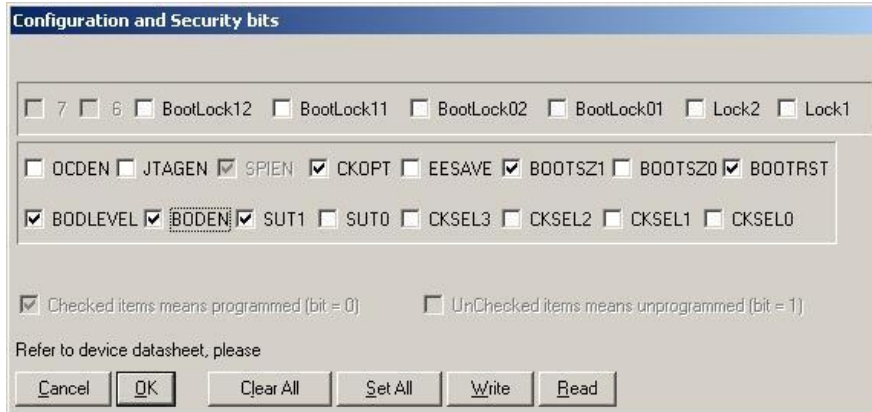 Configuration and Security bits
7 6 BootLock12 BootLock11 BootLock02 BootLock01 Lock2 Lock1
OCDEN JTAGEN SPIEN CKOPT EESAVE BOOTSZ1 BOOTSZ0 BOOTRST
BODLEVEL BODEN SUT1 SUT0 CKSEL3 CKSEL2 CKSEL1 CKSEL0
Checked items means programmed (bit = 0) UnChecked items means unprogrammed (bit = 1)
Refer to device datasheet, please
Cancel OK Clear All Set All Write Read